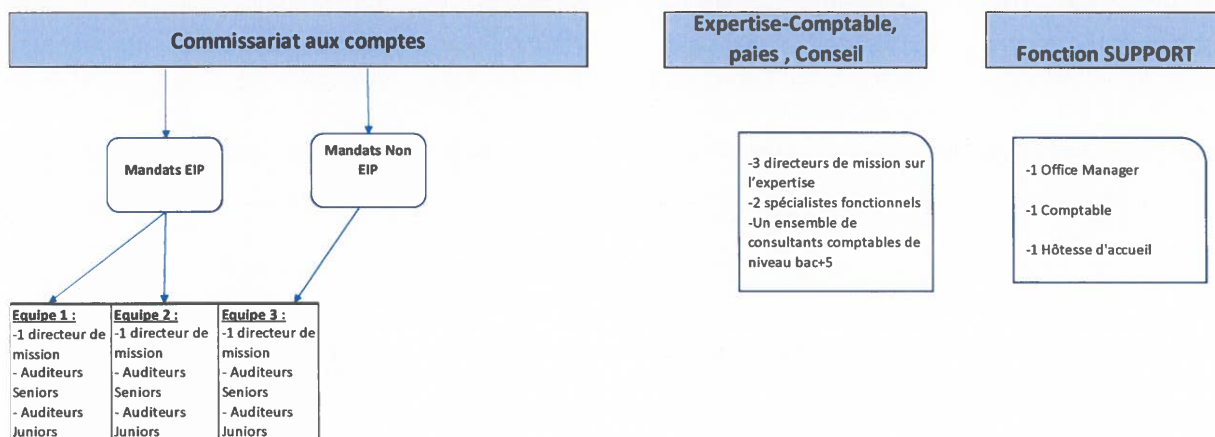 Commissariat aux comptes
Expertise-Comptable,
paies , Conseil
Fonction SUPPORT
Mandats EIP
Mandats Non
EIP
-3 directeurs de mission sur
l'expertise
-2 spécialistes fonctionnels
-Un ensemble de
consultants comptables de
niveau bac+5
-1 Office Manager
-1 Comptable
-1 Hôtesse d'accueil
Equipe 1 :
-1 directeur de
mission
- Auditeurs
Seniors
- Auditeurs
Juniors
Equipe 2 :
-1 directeur de
mission
- Auditeurs
Seniors
- Auditeurs
Juniors
Equipe 3 :
-1 directeur de
mission
- Auditeurs
Seniors
- Auditeurs
Juniors